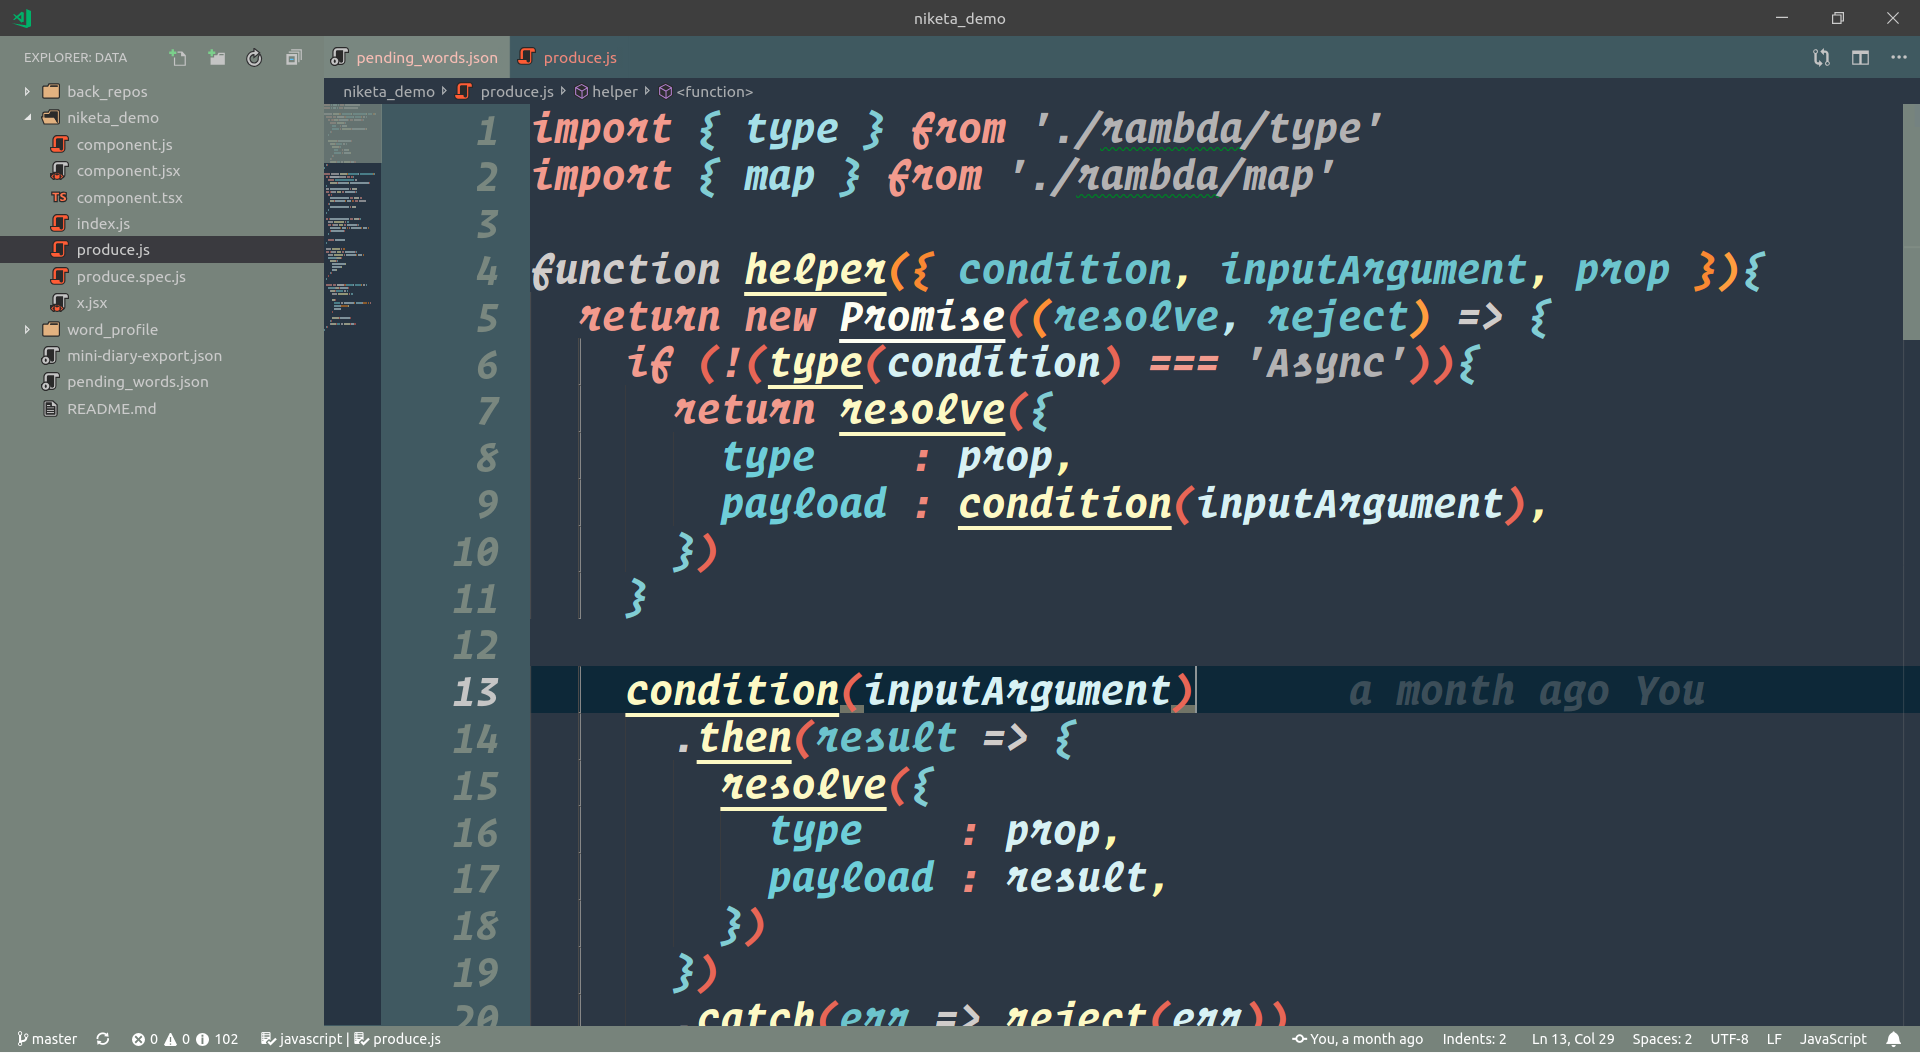 niketa_demo
EXPLORER: DATA
back_repos
niketa_demo
component.js
component.jsx
TS component.tsx
index.js
produce.js
produce.spec.js
x.jsx
word_profile
mini-diary-export.json
pending_words.json
README.md
pending_words.json
produce.js
niketa_demo produce.js helper <function>
1 import { type } from './rambda/type'
2 import { map } from './rambda/map'
3
4 function helper({ condition, inputArgument, prop }){
5 return new Promise((resolve, reject) => {
6 if (!(type(condition) === 'Async')){
7 return resolve({
8 type : prop,
9 payload : condition(inputArgument),
10 })
11 }
12
13 condition(inputArgument) a month ago You
14 .then(result => {
15 resolve({
16 type : prop,
17 payload : result,
18 })
19 })
20 .catch(err => reject(err))
master 0 0 102 javascript | produce.js You, a month ago Indents: 2 Ln 13, Col 29 Spaces: 2 UTF-8 LF JavaScript